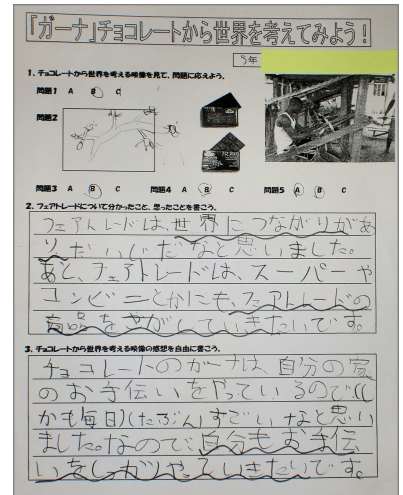 「ガーナ」チョコレートから世界を考えてみよう！
5年
1、チョコレートから世界を考える映像を見て、問題に応えよう。
問題1 A B C
問題2
問題3 A B C 問題4 A B C 問題5 A B C
2、フェアトレードについて分かったこと、思ったことを書こう。
フェアトレードは、世界につながりがあ
りだいじだなと思いました。
あと、フェアトレードは、スーパーや
コンビニとかにも、フェアトレードの
商品をさがしていきたいです。
3、チョコレートから世界を考える映像の感想を自由に書こう。
チョコレートのガーナは、自分の家
のお手伝いをやっているので(し
かも毎日)(たぶん)すごいなと思い
ました。なので、自分もお手伝
いをしっかりやっていきたいです。